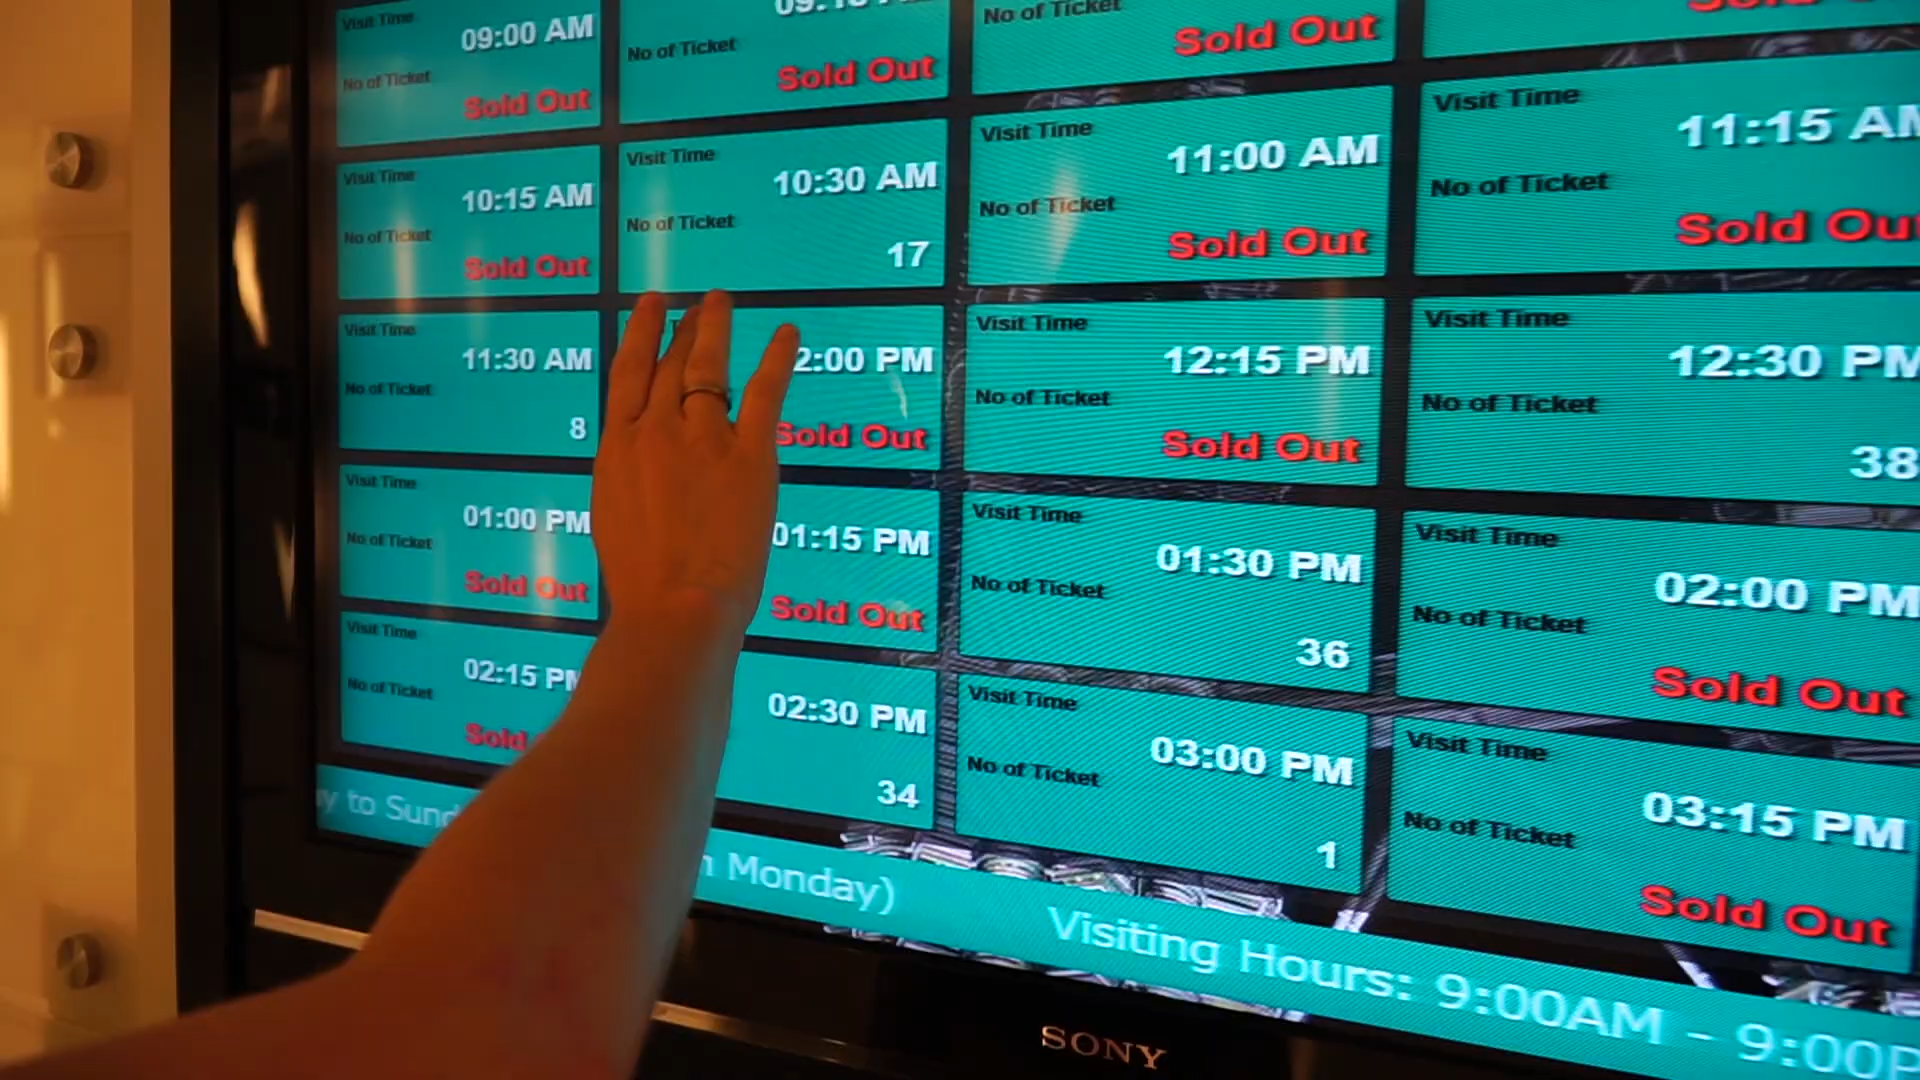 Visit Time
09:00 AM
No of Ticket
Sold Out
No of Ticket
Sold Out
No of Ticket
Sold Out
Visit Time
10:15 AM
No of Ticket
Sold Out
Visit Time
10:30 AM
No of Ticket
17
Visit Time
11:00 AM
No of Ticket
Sold Out
Visit Time
11:15 AM
No of Ticket
Sold Out
Visit Time
11:30 AM
No of Ticket
8
2:00 PM
Sold Out
Visit Time
12:15 PM
No of Ticket
Sold Out
Visit Time
12:30 PM
No of Ticket
38
Visit Time
01:00 PM
No of Ticket
Sold Out
01:15 PM
Sold Out
Visit Time
01:30 PM
No of Ticket
36
Visit Time
02:00 PM
No of Ticket
Sold Out
Visit Time
02:15 PM
No of Ticket
Sold
02:30 PM
34
Visit Time
03:00 PM
No of Ticket
1
Visit Time
03:15 PM
No of Ticket
Sold Out
y to Sund
n Monday) Visiting Hours: 9:00AM - 9:00P
SONY